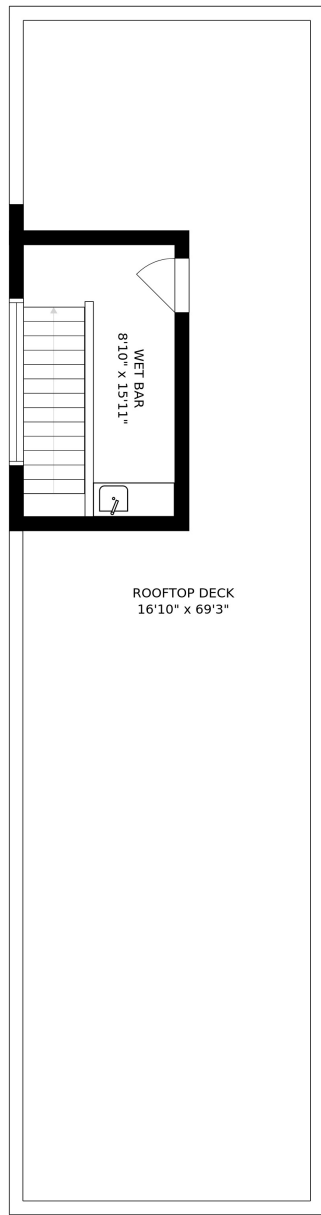 WET BAR
8'10" x 15'11"
ROOFTOP DECK
16'10" x 69'3"